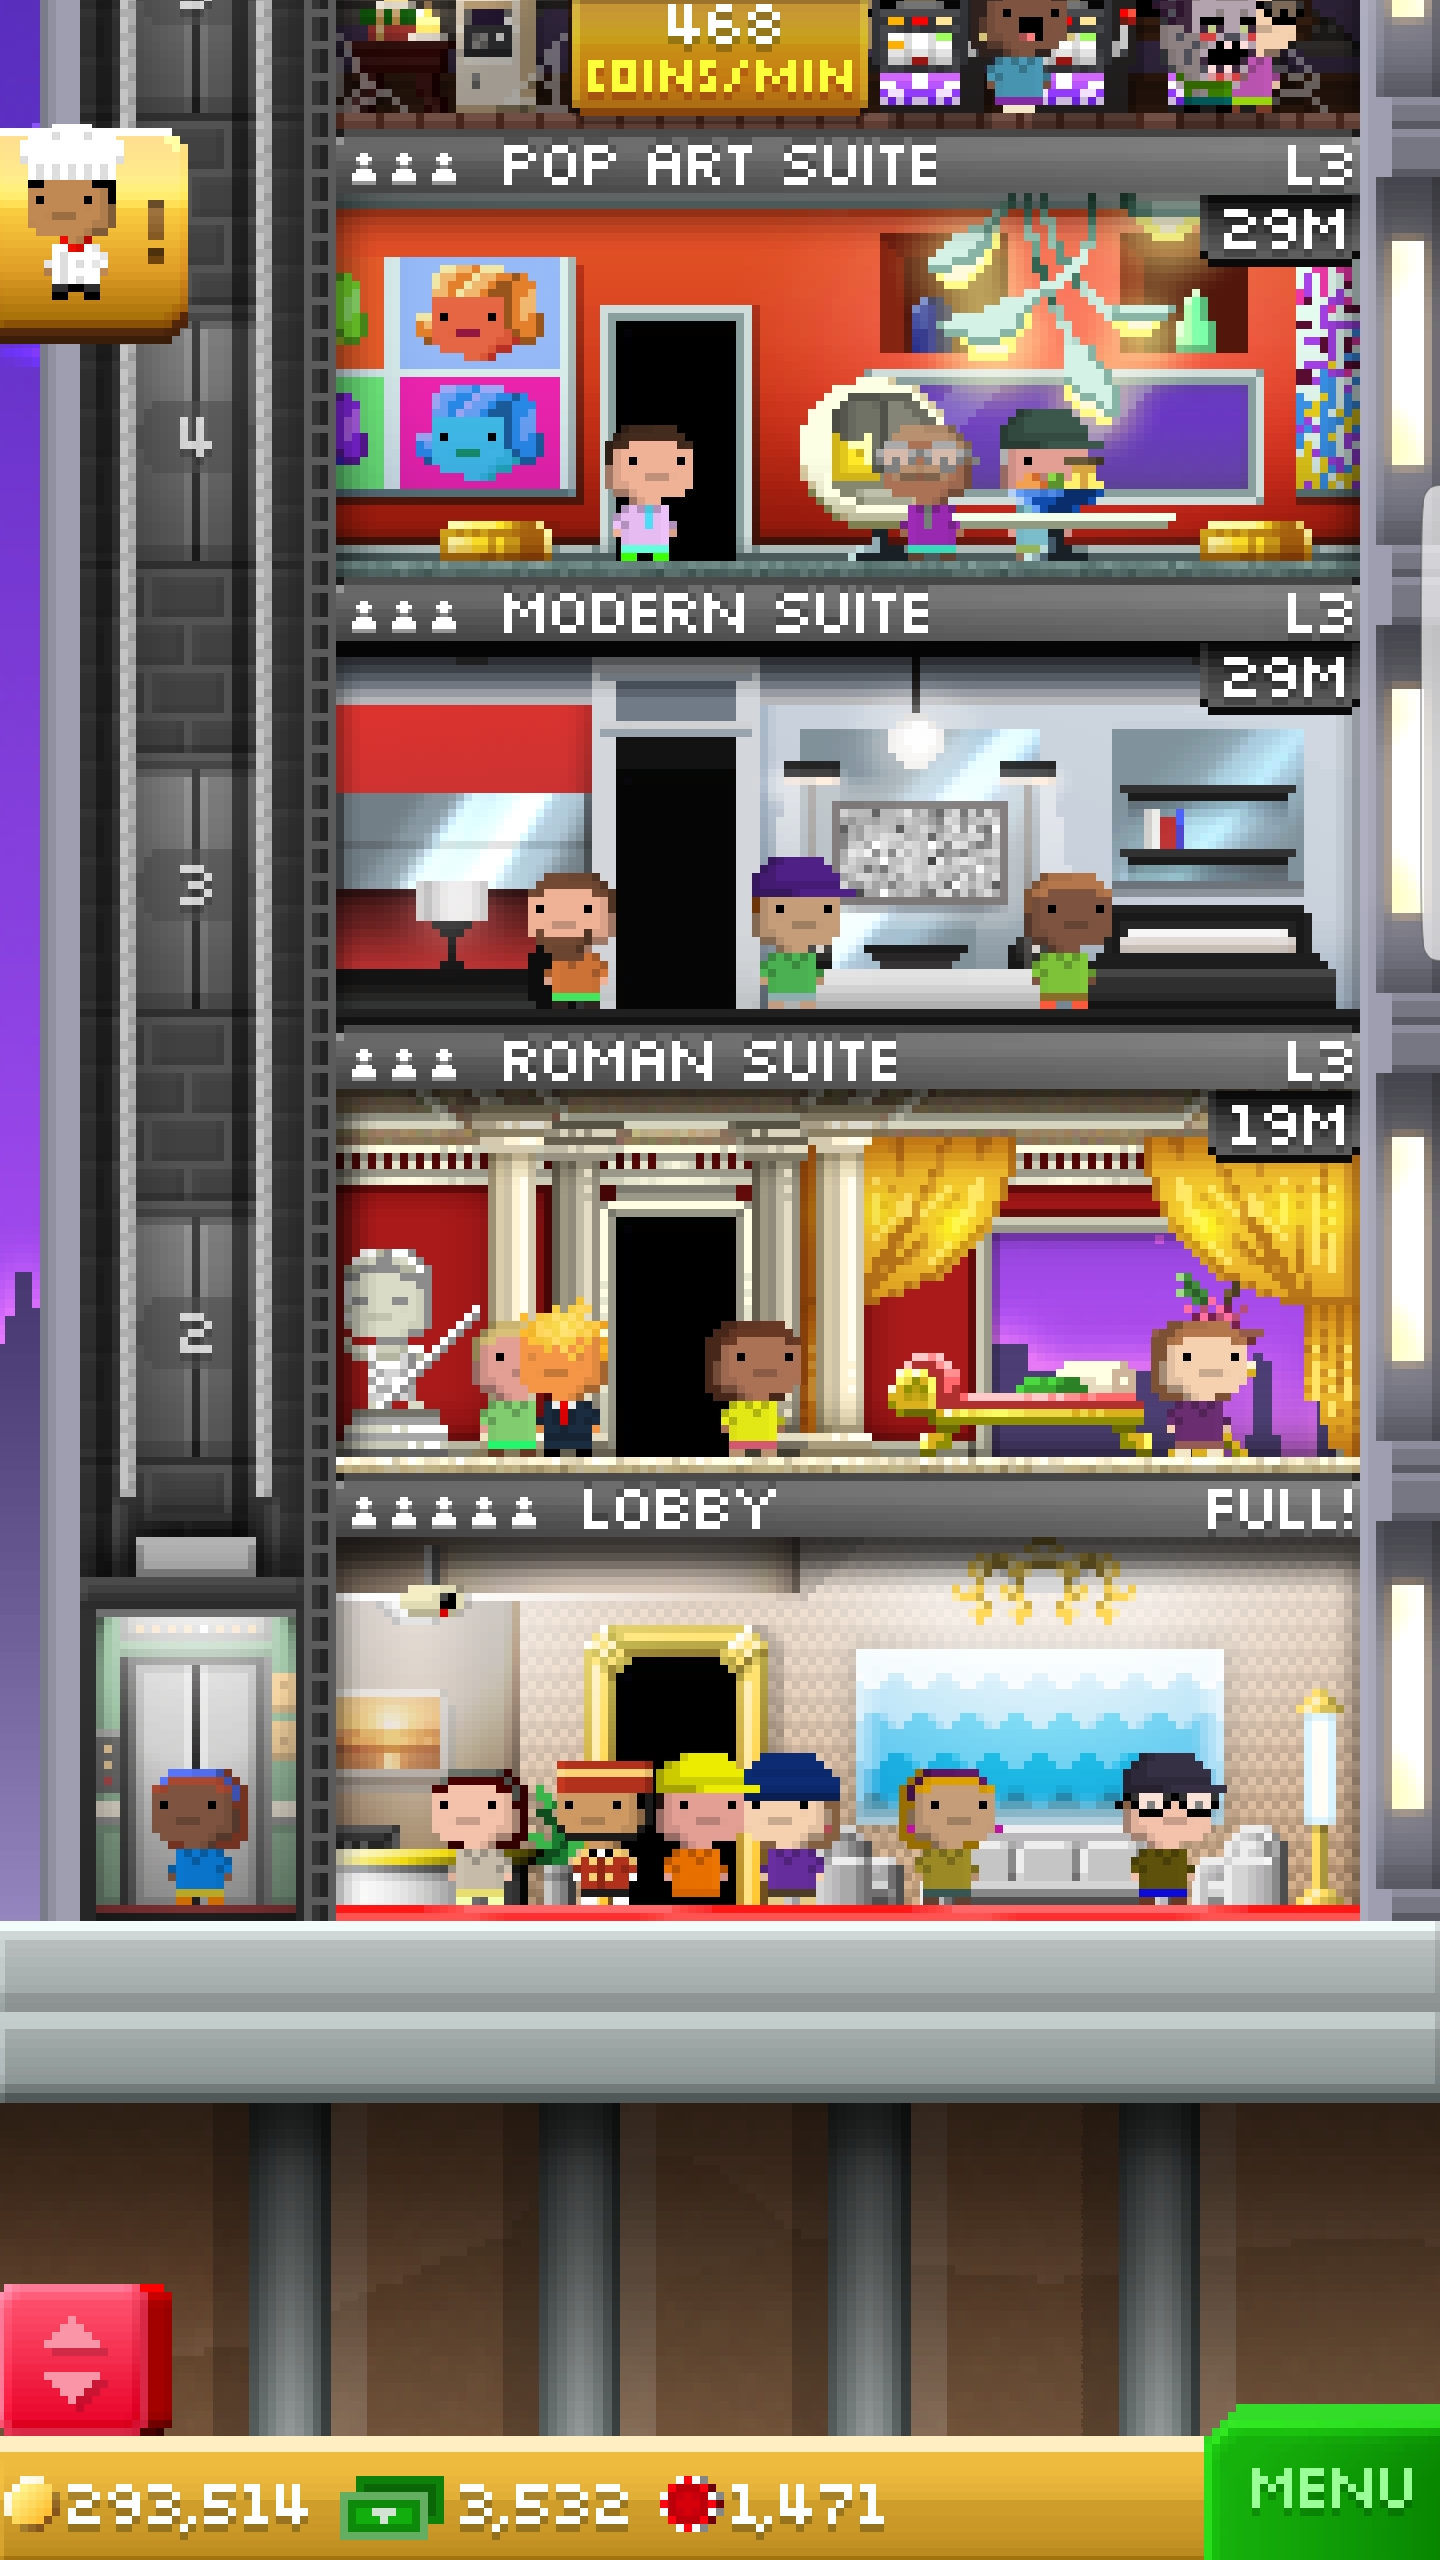 468
COINS/MIN
POP ART SUITE L3
29M
!
4
MODERN SUITE L3
29M
3
ROMAN SUITE L3
19M
2
LOBBY FULL!
293,514 3,532 1,471
MENU